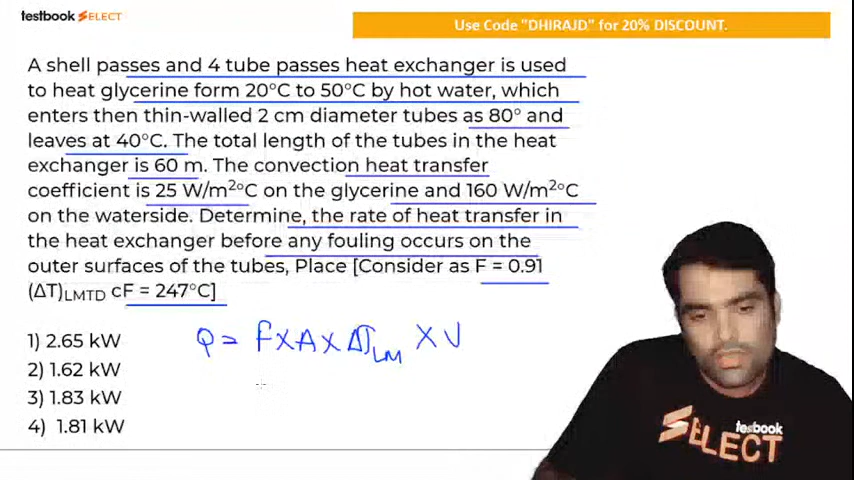 testbook SELECT
Use Code "DHIRAJD" for 20% DISCOUNT.
A shell passes and 4 tube passes heat exchanger is used
to heat glycerine form 20°C to 50°C by hot water, which
enters then thin-walled 2 cm diameter tubes as 80° and
leaves at 40°C. The total length of the tubes in the heat
exchanger is 60 m. The convection heat transfer
coefficient is 25 W/m²°C on the glycerine and 160 W/m²°C
on the waterside. Determine, the rate of heat transfer in
the heat exchanger before any fouling occurs on the
outer surfaces of the tubes, Place [Consider as F = 0.91
(ΔT)LMTD cF = 247°C]
Q = F×A×ΔTLM ×U
1) 2.65 kW
2) 1.62 kW
3) 1.83 kW
4) 1.81 kW
testbook
SELECT